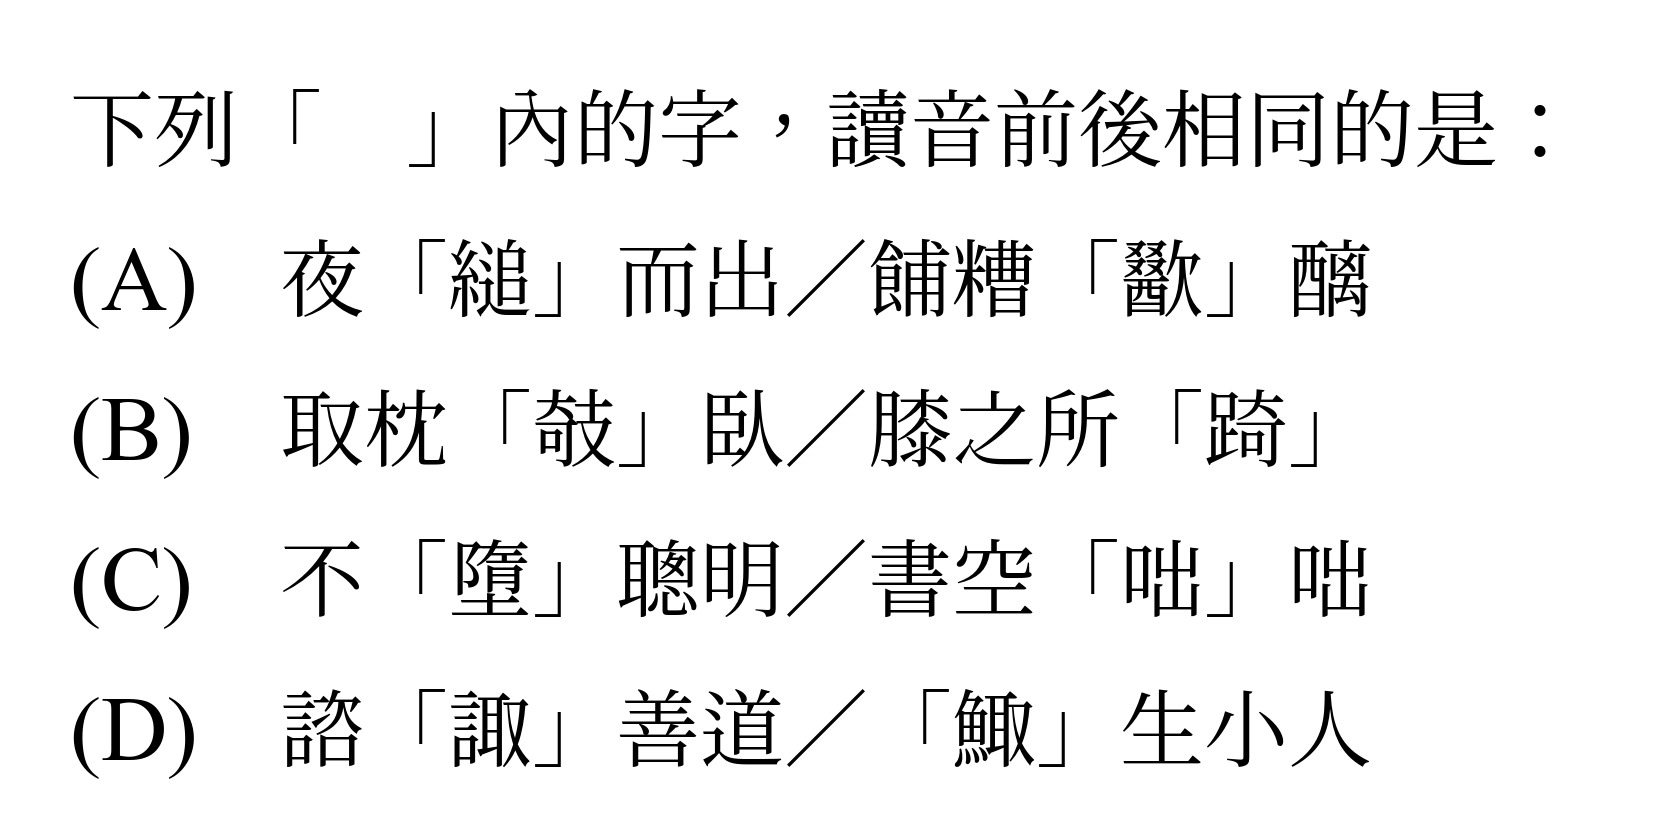 下列「　」內的字，讀音前後相同的是：
(A)　夜「縋」而出／餔糟「歠」醨
(B)　取枕「攲」臥／膝之所「踦」
(C)　不「墮」聰明／書空「咄」咄
(D)　諮「諏」善道／「鯫」生小人